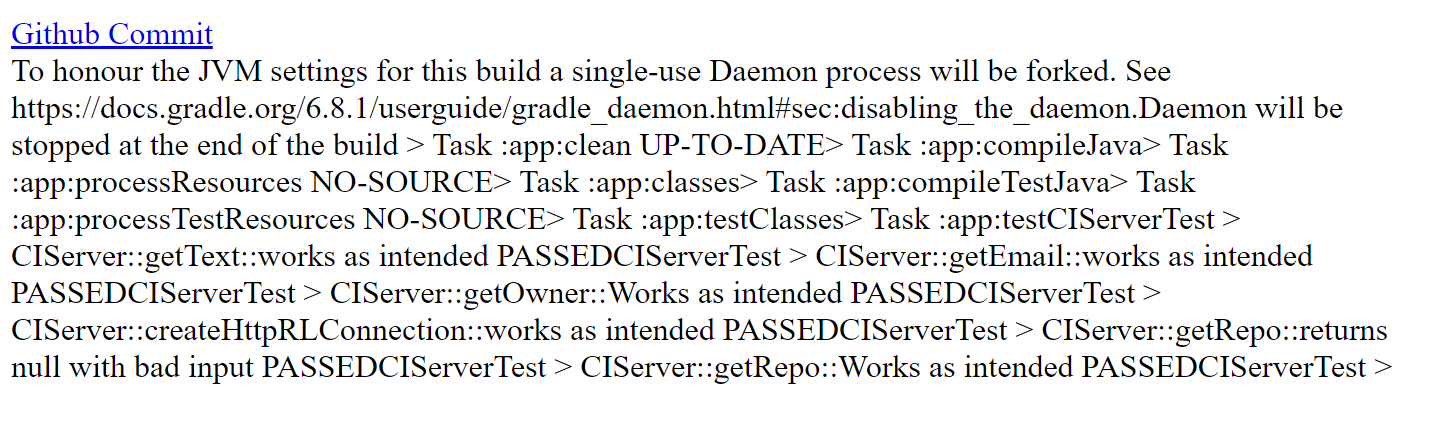 Github Commit
To honour the JVM settings for this build a single-use Daemon process will be forked. See
https://docs.gradle.org/6.8.1/userguide/gradle_daemon.html#sec:disabling_the_daemon.Daemon will be
stopped at the end of the build > Task :app:clean UP-TO-DATE> Task :app:compileJava> Task
:app:processResources NO-SOURCE> Task :app:classes> Task :app:compileTestJava> Task
:app:processTestResources NO-SOURCE> Task :app:testClasses> Task :app:testCIServerTest >
CIServer::getText::works as intended PASSEDCIServerTest > CIServer::getEmail::works as intended
PASSEDCIServerTest > CIServer::getOwner::Works as intended PASSEDCIServerTest >
CIServer::createHttpRLConnection::works as intended PASSEDCIServerTest > CIServer::getRepo::returns
null with bad input PASSEDCIServerTest > CIServer::getRepo::Works as intended PASSEDCIServerTest >